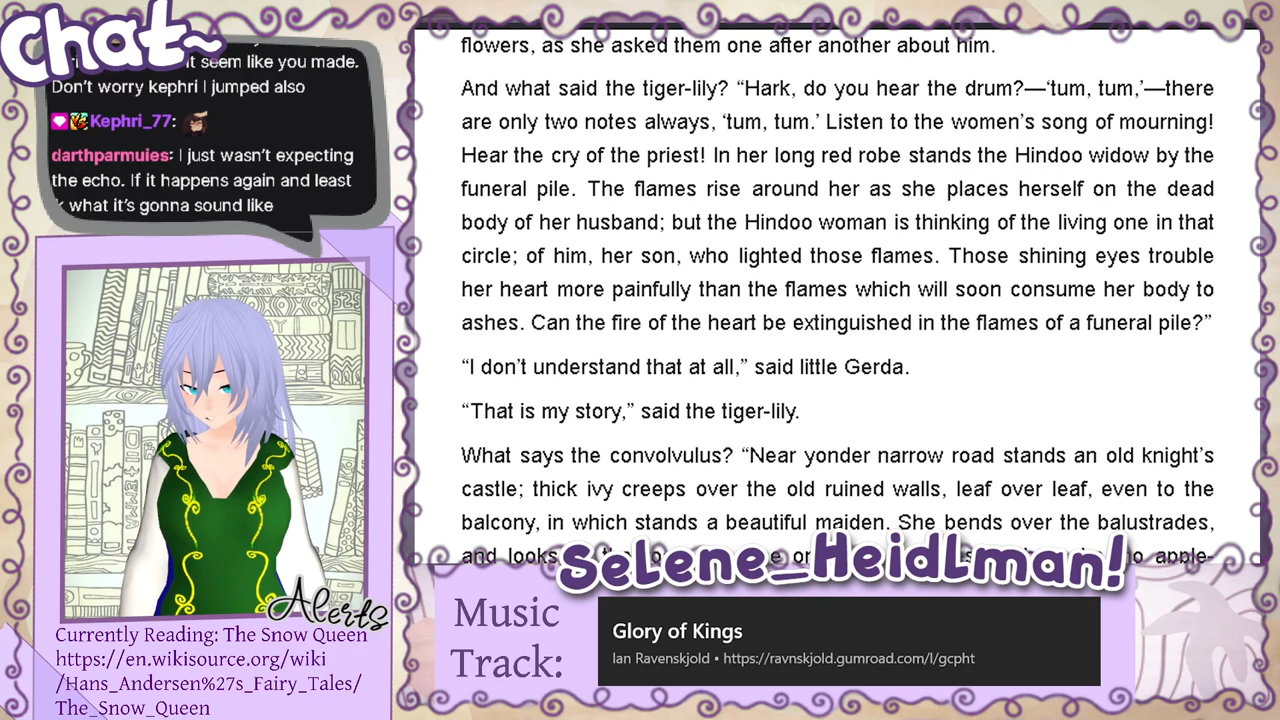 Chat~
it seem like you made.
Don't worry kephri I jumped also
Kephri_77:
darthparmuies: I just wasn't expecting
the echo. If it happens again and least
what it's gonna sound like
flowers, as she asked them one after another about him.
And what said the tiger-lily? “Hark, do you hear the drum?—‘tum, tum,’—there
are only two notes always, ‘tum, tum.’ Listen to the women’s song of mourning!
Hear the cry of the priest! In her long red robe stands the Hindoo widow by the
funeral pile. The flames rise around her as she places herself on the dead
body of her husband; but the Hindoo woman is thinking of the living one in that
circle; of him, her son, who lighted those flames. Those shining eyes trouble
her heart more painfully than the flames which will soon consume her body to
ashes. Can the fire of the heart be extinguished in the flames of a funeral pile?”
“I don’t understand that at all,” said little Gerda.
“That is my story,” said the tiger-lily.
What says the convolvulus? “Near yonder narrow road stands an old knight’s
castle; thick ivy creeps over the old ruined walls, leaf over leaf, even to the
balcony, in which stands a beautiful maiden. She bends over the balustrades,
and looks
apple-
Selene_Heidlman!
Alerts
Currently Reading: The Snow Queen
https://en.wikisource.org/wiki
/Hans_Andersen%27s_Fairy_Tales/
The_Snow_Queen
Music
Track:
Glory of Kings
Ian Ravenskjold • https://ravnskjold.gumroad.com/l/gcpht